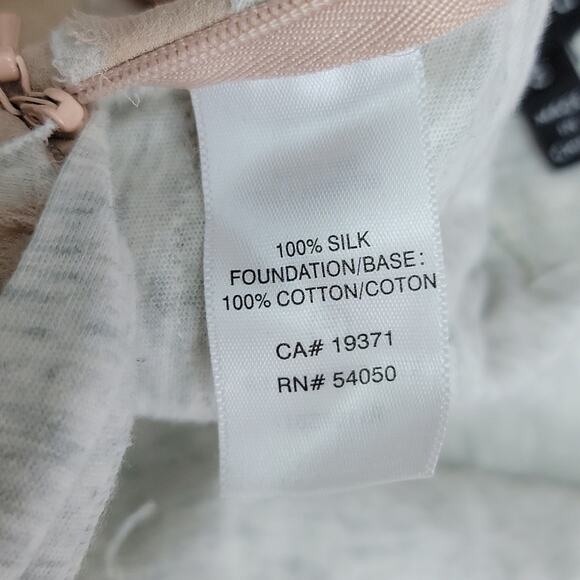 100% SILK
FOUNDATION/BASE:
100% COTTON/COTON
CA# 19371
RN# 54050